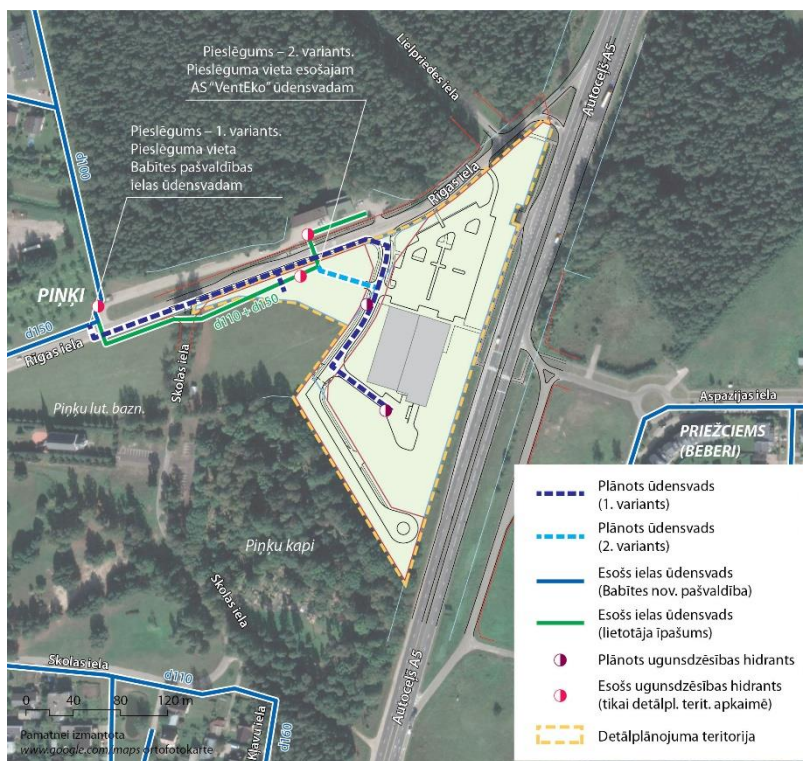 Pieslēgums – 2. variants.
Pieslēguma vieta esošajam
AS "VentEko" ūdensvadam
Lielpriedes iela
Autoceļš A5
Pieslēgums – 1. variants.
Pieslēguma vieta
Babītes pašvaldības
ielas ūdensvadam
d100
Rīgas iela
PIŅĶI
d110 + d150
d150
Rīgas iela
Skolas iela
Aspazijas iela
Piņķu lut. bazn.
PRIEŽCIEMS
(BEBERI)
Piņķu kapi
Skolas iela
Skolas iela
d110
Autoceļš A5
Kļavu iela
d160
0 40 80 120 m
Pamatnei izmantota
www.google.com/maps ortofotokarte
Plānots ūdensvads
(1. variants)
Plānots ūdensvads
(2. variants)
Esošs ielas ūdensvads
(Babītes nov. pašvaldība)
Esošs ielas ūdensvads
(lietotāja īpašums)
Plānots ugunsdzēsības hidrants
Esošs ugunsdzēsības hidrants
(tikai detālpl. terit. apkaimē)
Detālplānojuma teritorija